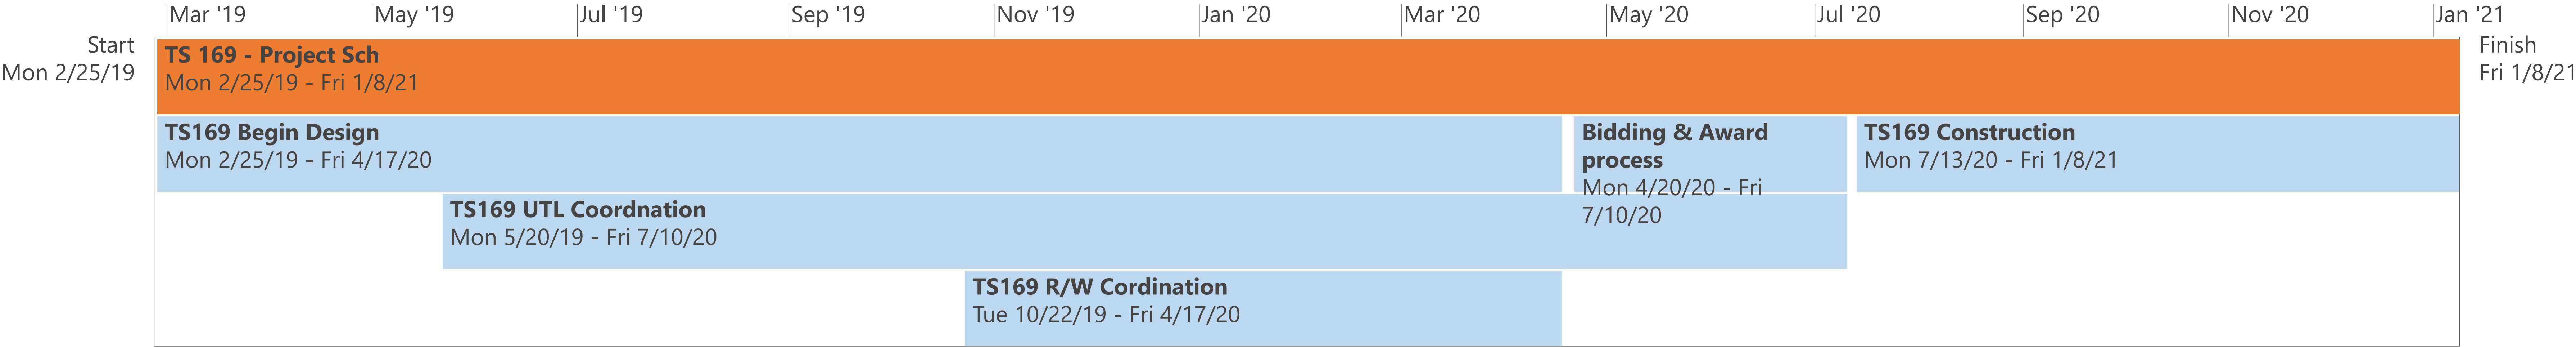 Mar '19
May '19
Jul '19
Sep '19
Nov '19
Jan '20
Mar '20
May '20
Jul '20
Sep '20
Nov '20
Jan '21
Start
Mon 2/25/19
TS 169 - Project Sch
Mon 2/25/19 - Fri 1/8/21
Finish
Fri 1/8/21
TS169 Begin Design
Mon 2/25/19 - Fri 4/17/20
Bidding & Award
process
Mon 4/20/20 - Fri
7/10/20
TS169 Construction
Mon 7/13/20 - Fri 1/8/21
TS169 UTL Coordnation
Mon 5/20/19 - Fri 7/10/20
TS169 R/W Cordination
Tue 10/22/19 - Fri 4/17/20